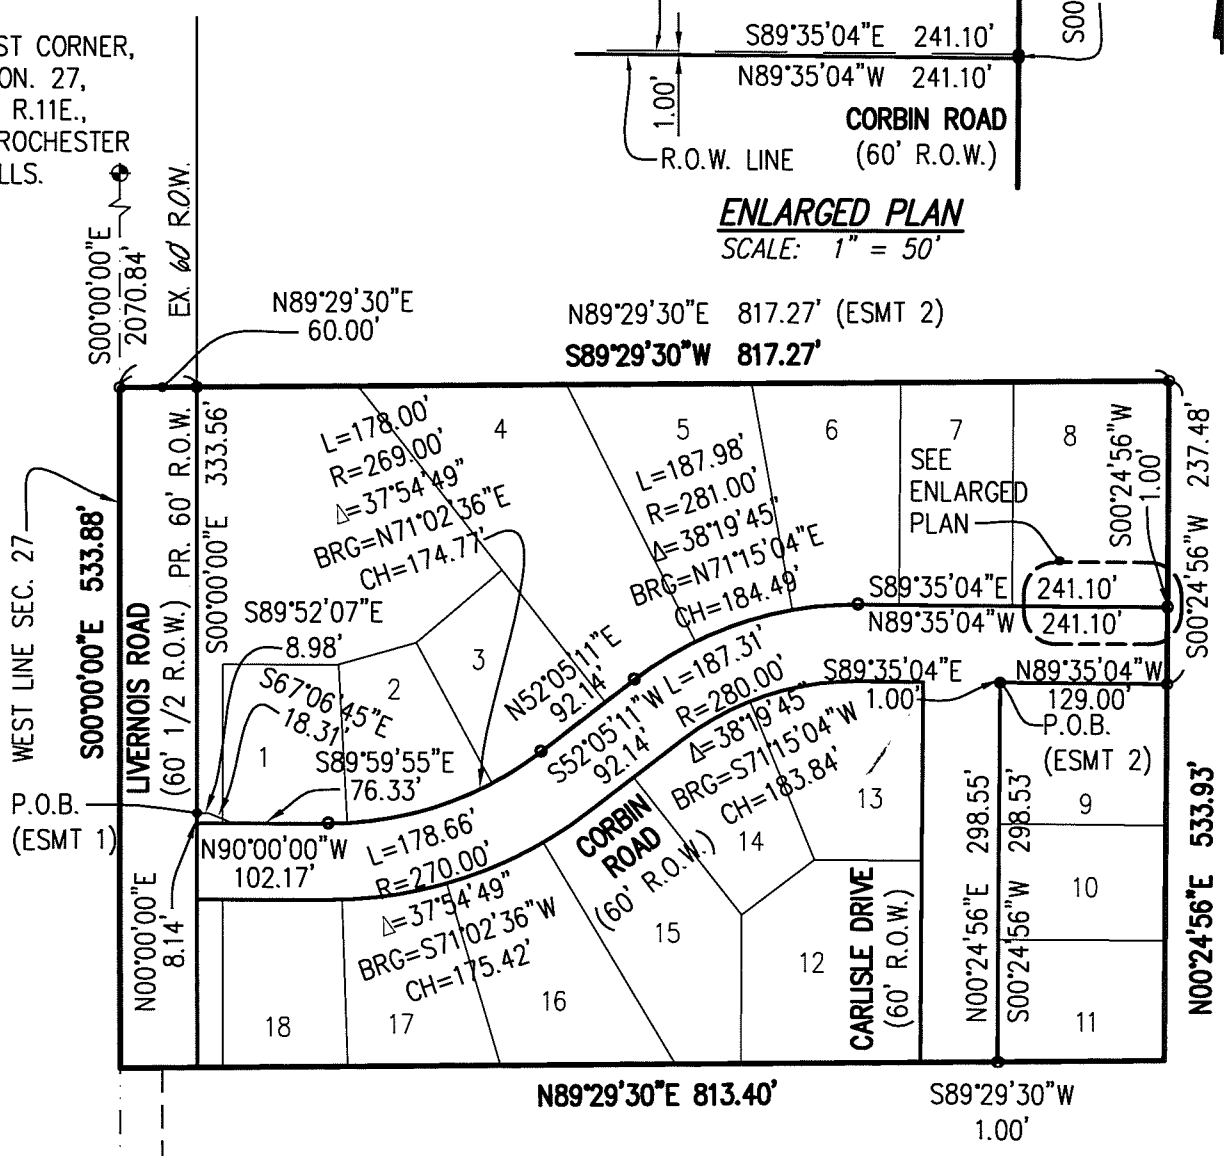 ST CORNER,
ON. 27,
R.11E.,
ROCHESTER
LLS.
S89°35'04"E 241.10'
N89°35'04"W 241.10'
S00
1.00'
CORBIN ROAD
(60' R.O.W.)
R.O.W. LINE
ENLARGED PLAN
SCALE: 1" = 50'
S00°00'00"E
2070.84'
EX. 60' R.O.W.
N89°29'30"E
60.00'
N89°29'30"E 817.27' (ESMT 2)
S89°29'30"W 817.27'
WEST LINE SEC. 27
S00°00'00"E 533.88'
LIVERNOIS ROAD
(60' 1/2 R.O.W.) PR. 60' R.O.W.
S00°00'00"E 333.56'
L=178.00'
R=269.00'
Δ=37°54'49"
BRG=N71°02'36"E
CH=174.77'
4
5
6
7
8
L=187.98'
R=281.00'
Δ=38°19'45"
BRG=N71°15'04"E
CH=184.49'
SEE
ENLARGED
PLAN
S00°24'56"W
1.00'
S00°24'56"W 237.48'
S89°35'04"E 241.10'
N89°35'04"W 241.10'
S89°52'07"E
8.98'
S67°06'45"E
18.31'
1
2
3
S89°59'55"E
76.33'
N52°05'11"E
92.14'
S52°05'11"W
92.14'
L=187.31'
R=280.00'
Δ=38°19'45"
BRG=S71°15'04"W
CH=183.84'
S89°35'04"E
1.00'
N89°35'04"W
129.00'
P.O.B.
(ESMT 2)
P.O.B.
(ESMT 1)
N90°00'00"W
102.17'
N00°00'00"E
8.14'
L=178.66'
R=270.00'
Δ=37°54'49"
BRG=S71°02'36"W
CH=175.42'
CORBIN
ROAD
(60' R.O.W.)
13
14
15
16
17
18
12
CARLISLE DRIVE
(60' R.O.W.)
N00°24'56"E 298.55'
S00°24'56"W 298.53'
9
10
11
N00°24'56"E 533.93'
N89°29'30"E 813.40'
S89°29'30"W
1.00'